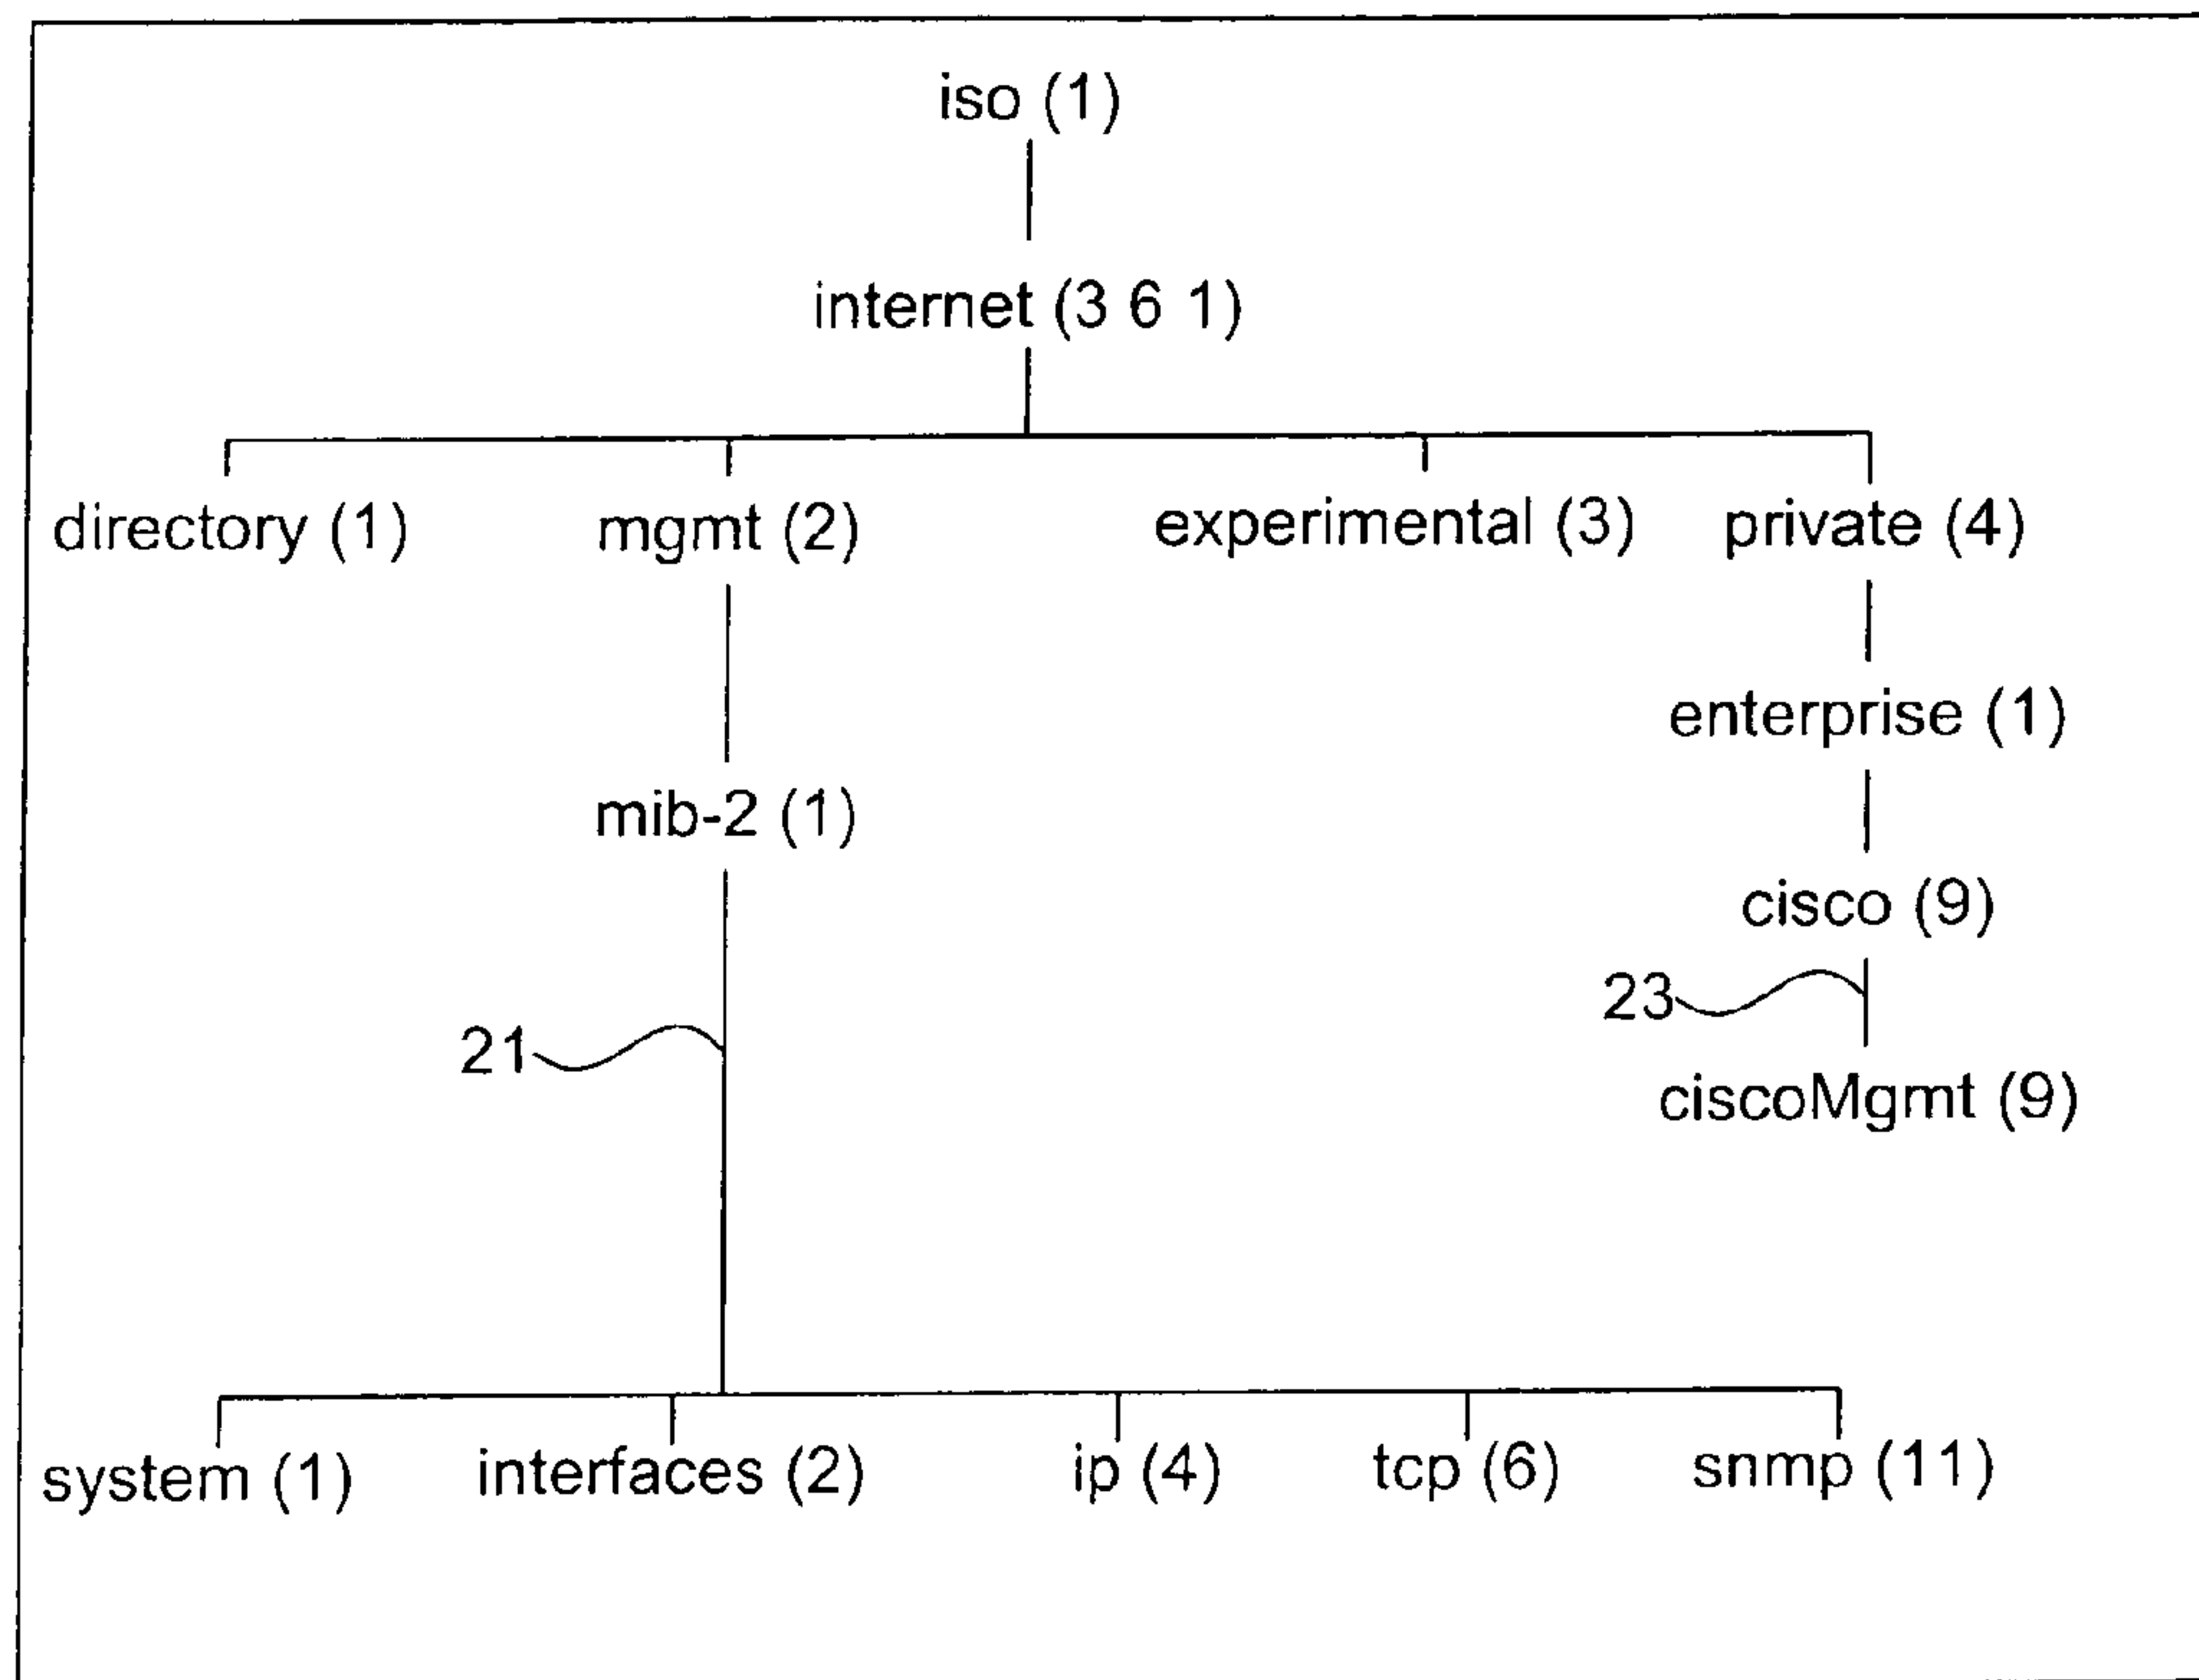 iso (1)
internet (3 6 1)
directory (1) mgmt (2) experimental (3) private (4)
enterprise (1)
mib-2 (1)
cisco (9)
23
21
ciscoMgmt (9)
system (1) interfaces (2) ip (4) tcp (6) snmp (11)